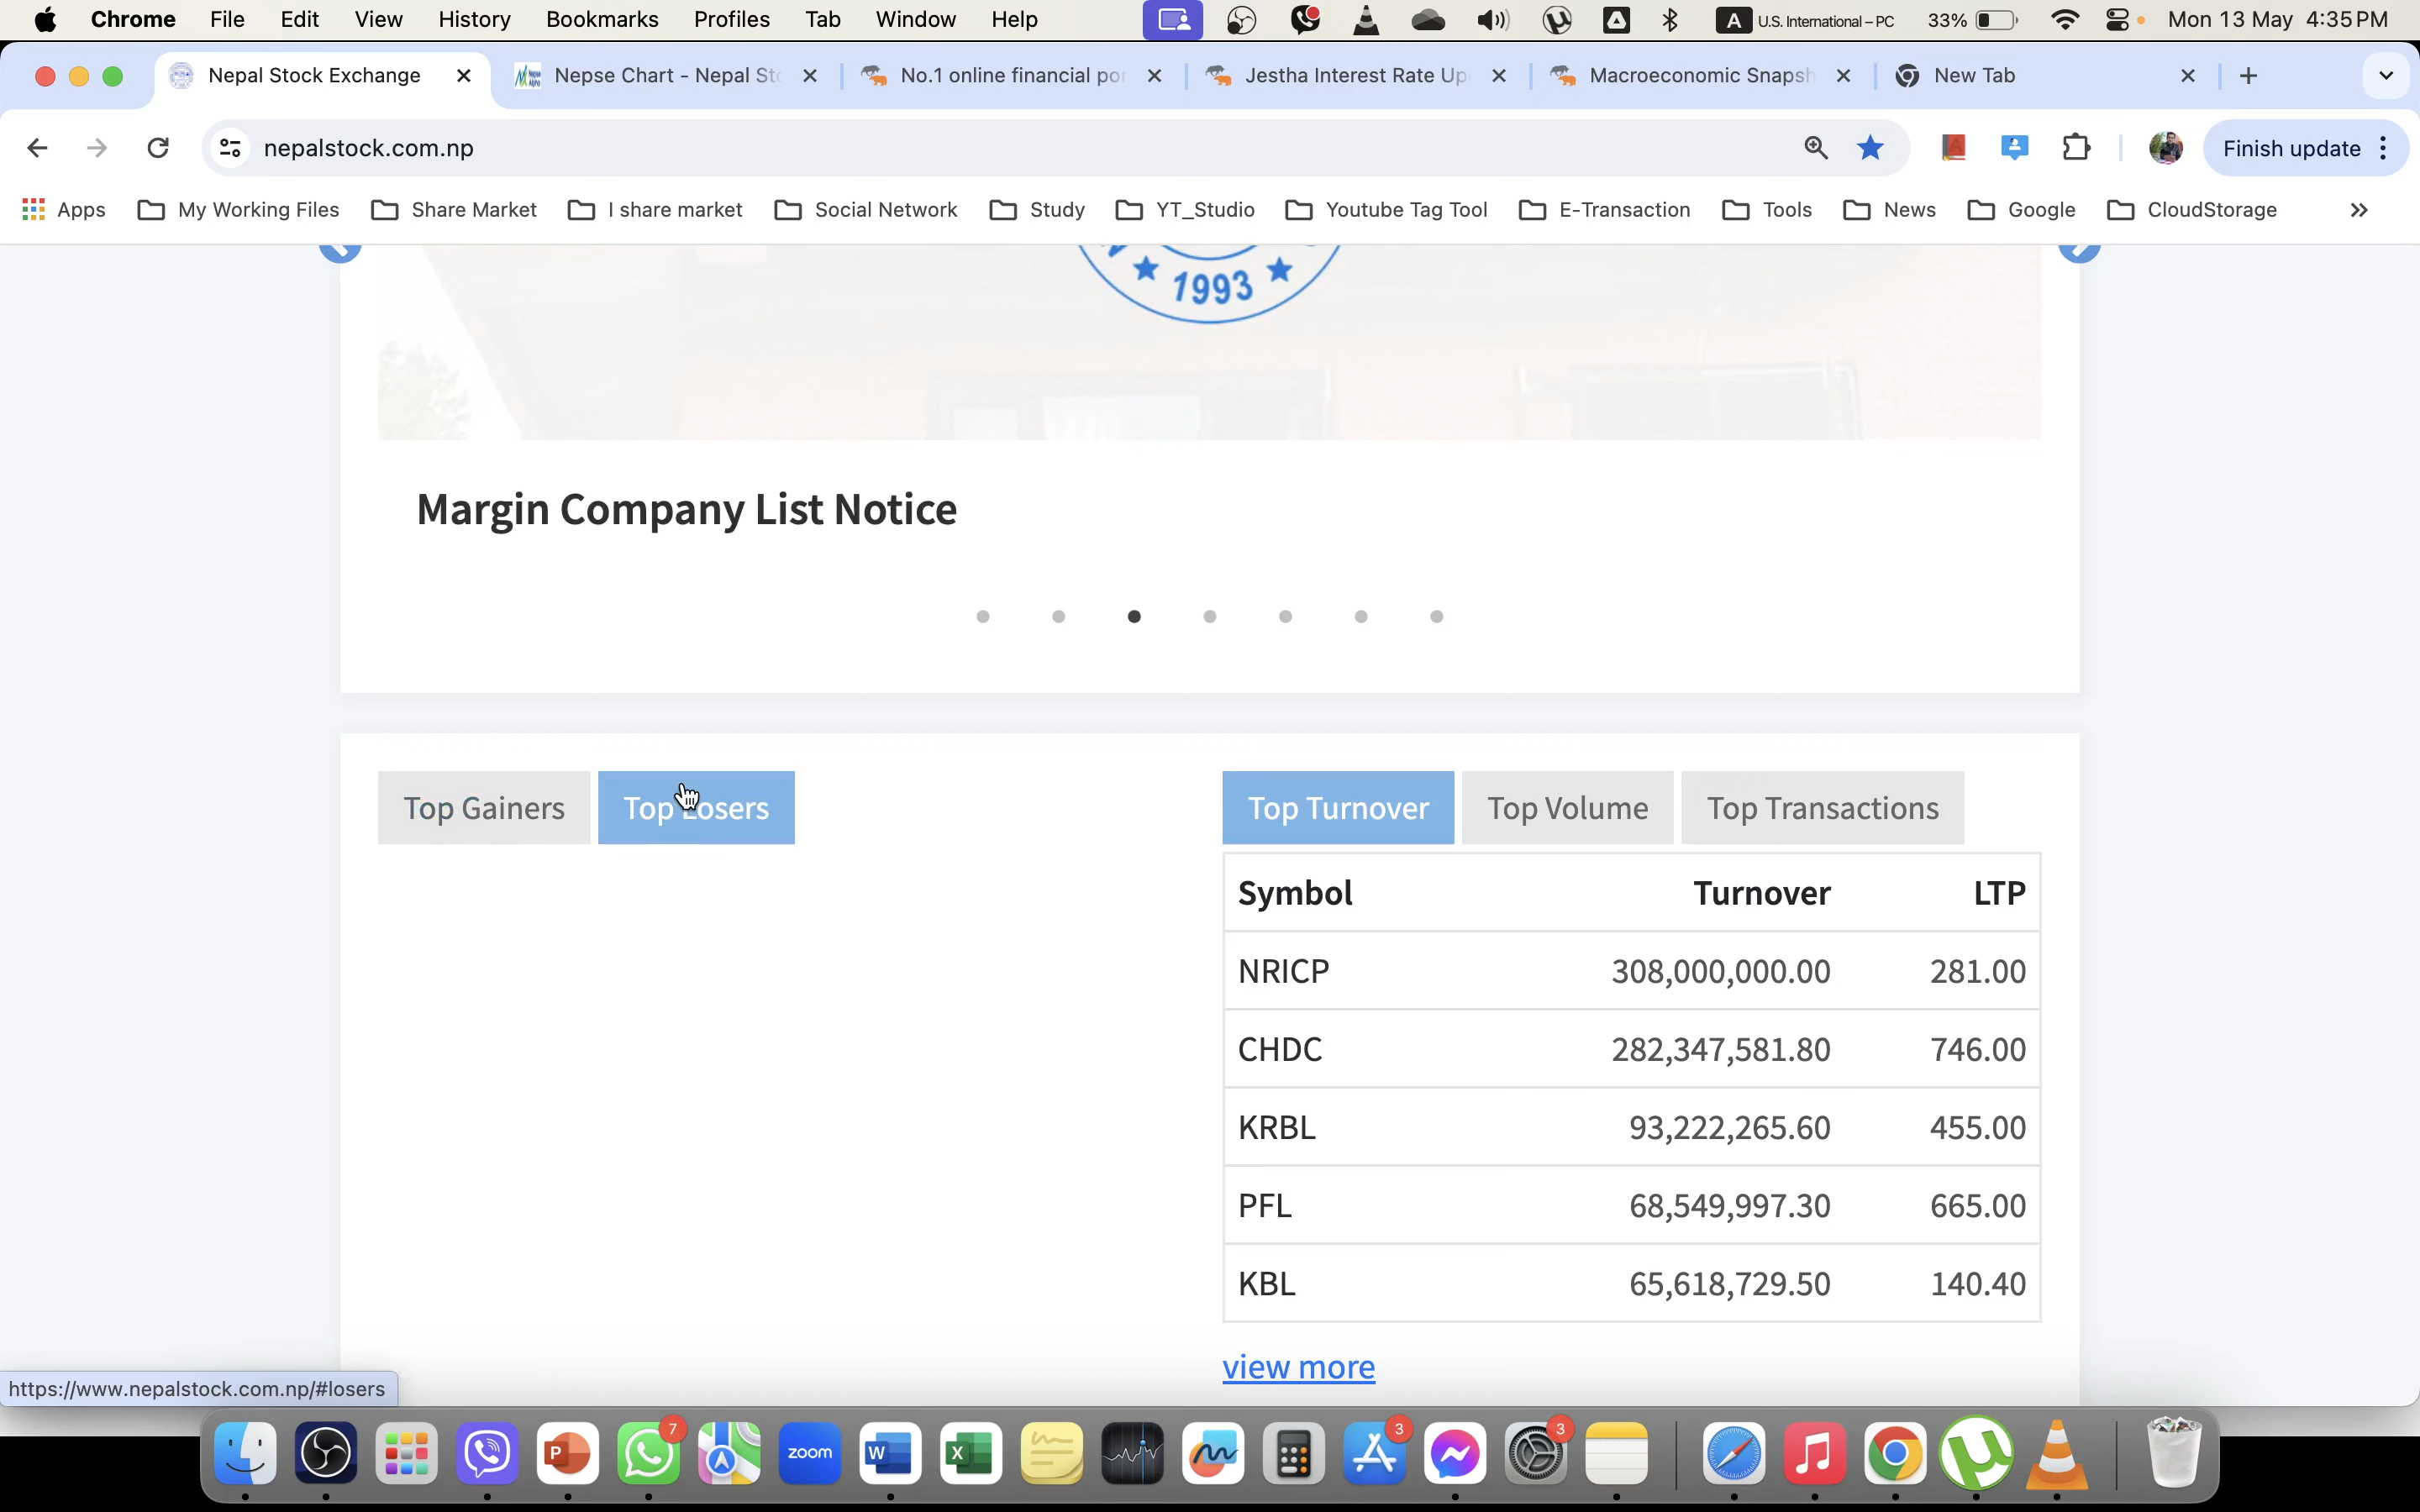 Chrome File Edit View History Bookmarks Profiles Tab Window Help A U.S. International – PC 33% Mon 13 May 4:35 PM
Nepal Stock Exchange Nepse Chart - Nepal Sto No.1 online financial por Jestha Interest Rate Up Macroeconomic Snapsh New Tab
nepalstock.com.np Finish update
Apps My Working Files Share Market I share market Social Network Study YT_Studio Youtube Tag Tool E-Transaction Tools News Google CloudStorage
1993
Margin Company List Notice
Top Gainers Top Losers Top Turnover Top Volume Top Transactions
Symbol Turnover LTP
NRICP 308,000,000.00 281.00
CHDC 282,347,581.80 746.00
KRBL 93,222,265.60 455.00
PFL 68,549,997.30 665.00
KBL 65,618,729.50 140.40
view more
https://www.nepalstock.com.np/#losers
7 zoom 3 3